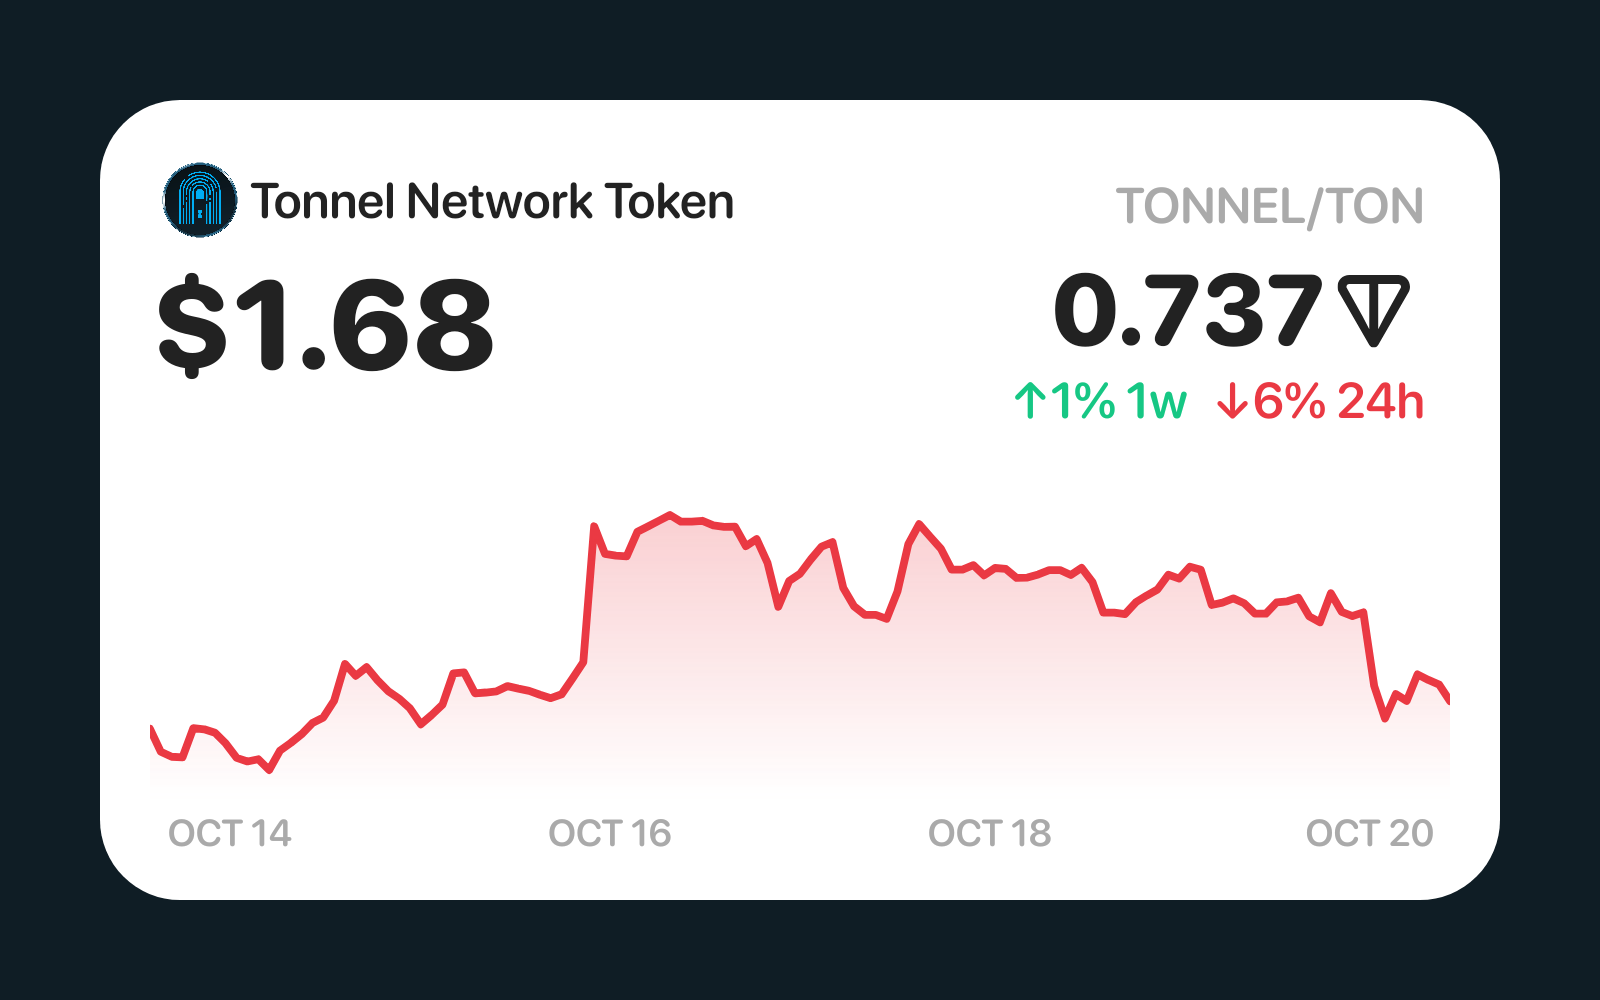 Tonnel Network Token
TONNEL/TON
$1.68
0.737
↑1% 1w ↓6% 24h
OCT 14 OCT 16 OCT 18 OCT 20